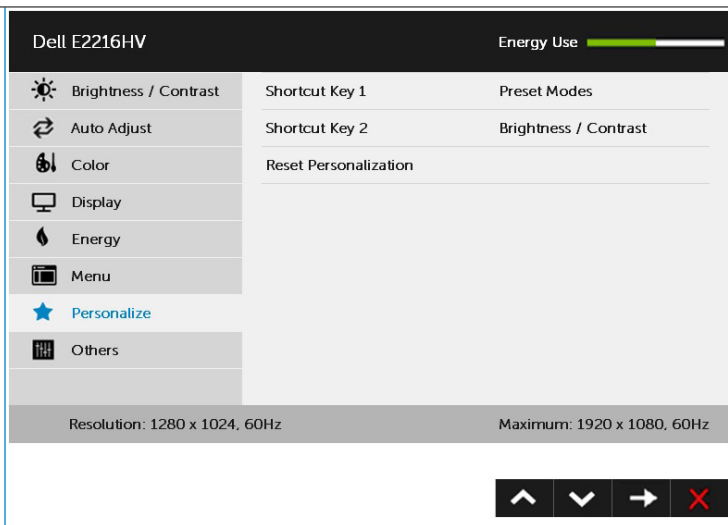 Dell E2216HV Energy Use
Brightness / Contrast Shortcut Key 1 Preset Modes
Auto Adjust Shortcut Key 2 Brightness / Contrast
Color Reset Personalization
Display
Energy
Menu
Personalize
Others
Resolution: 1280 x 1024, 60Hz Maximum: 1920 x 1080, 60Hz